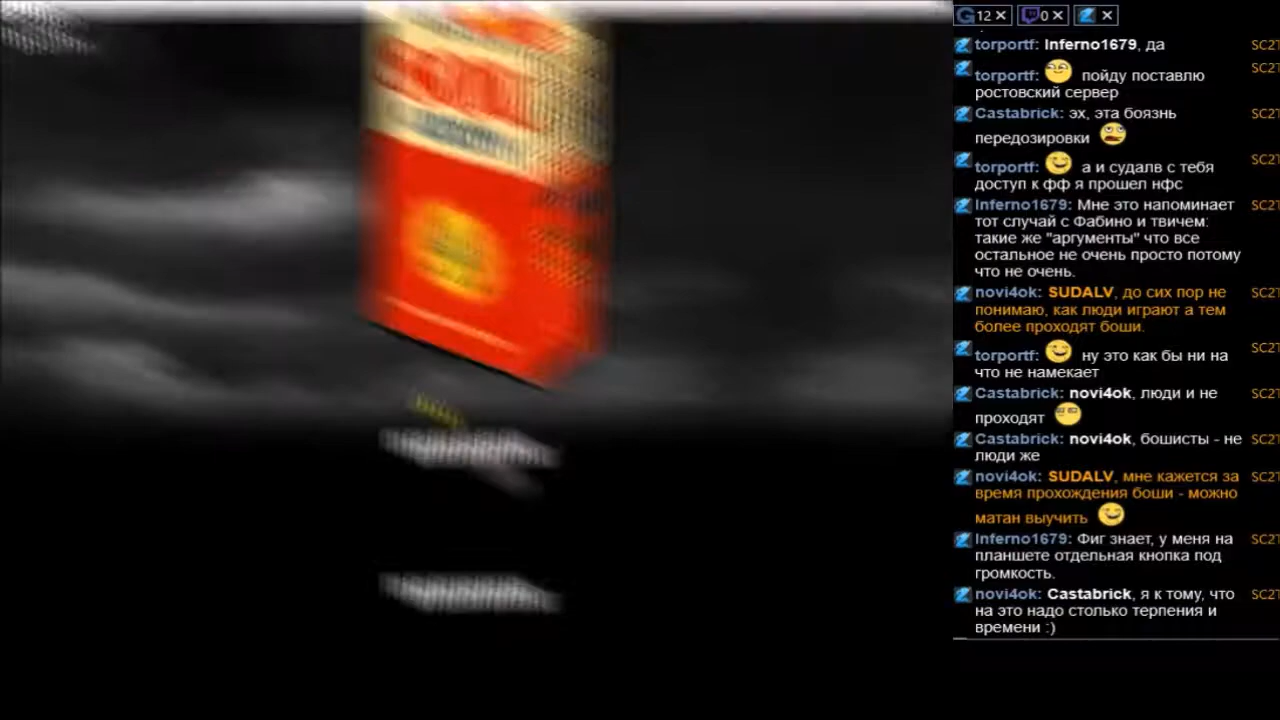 12 × 0 × ×
torportf: Inferno1679, да SC2T
torportf: пойду поставлю SC2T
ростовский сервер
Castabrick: эх, эта боязнь SC2T
передозировки
torportf: а и судалв с тебя SC2T
доступ к фф я прошел нфс
Inferno1679: Мне это напоминает SC2T
тот случай с Фабино и твичем:
такие же "аргументы" что все
остальное не очень просто потому
что не очень.
novi4ok: SUDALV, до сих пор не SC2T
понимаю, как люди играют а тем
более проходят боши.
torportf: ну это как бы ни на SC2T
что не намекает
Castabrick: novi4ok, люди и не SC2T
проходят
Castabrick: novi4ok, бошисты - не SC2T
люди же
novi4ok: SUDALV, мне кажется за SC2T
время прохождения боши - можно
матан выучить
Inferno1679: Фиг знает, у меня на SC2T
планшете отдельная кнопка под
громкость.
novi4ok: Castabrick, я к тому, что SC2T
на это надо столько терпения и
времени :)